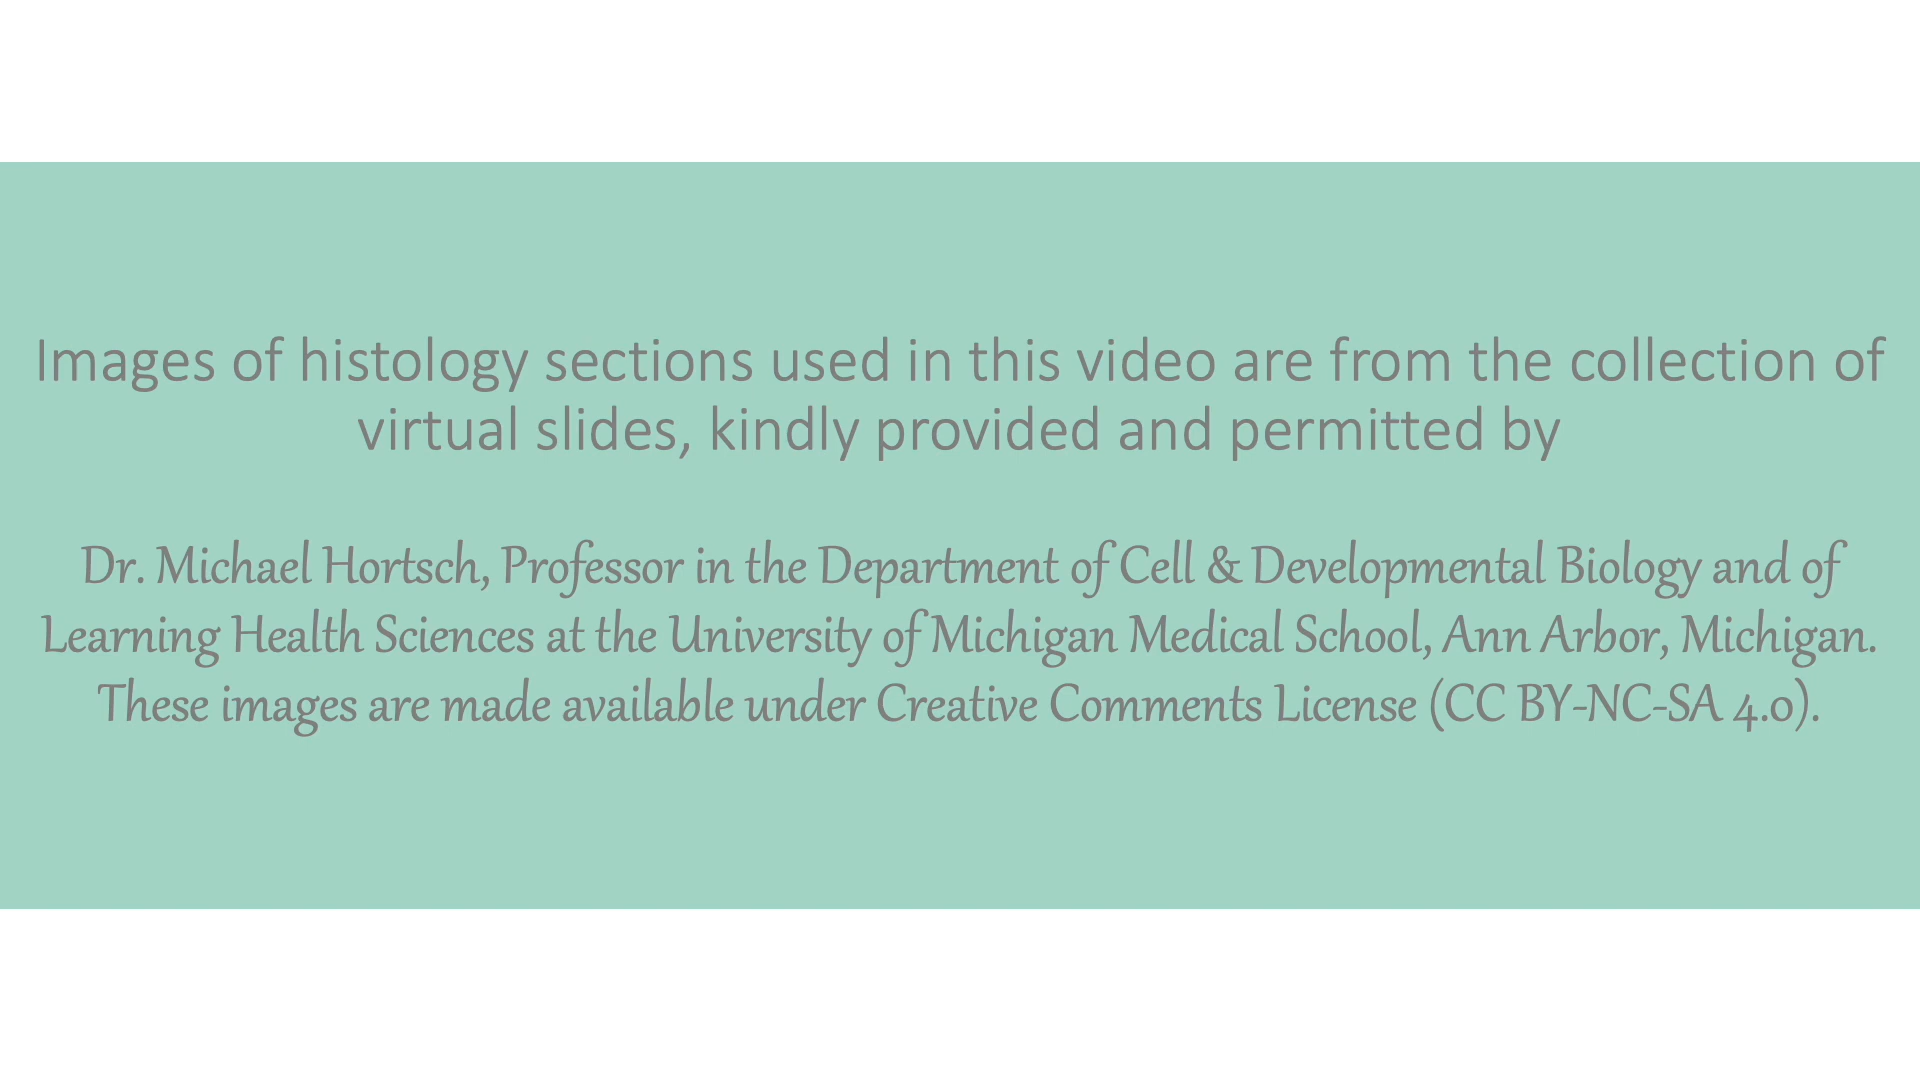 Images of histology sections used in this video are from the collection of
virtual slides, kindly provided and permitted by
Dr. Michael Hortsch, Professor in the Department of Cell & Developmental Biology and of
Learning Health Sciences at the University of Michigan Medical School, Ann Arbor, Michigan.
These images are made available under Creative Comments License (CC BY-NC-SA 4.0).